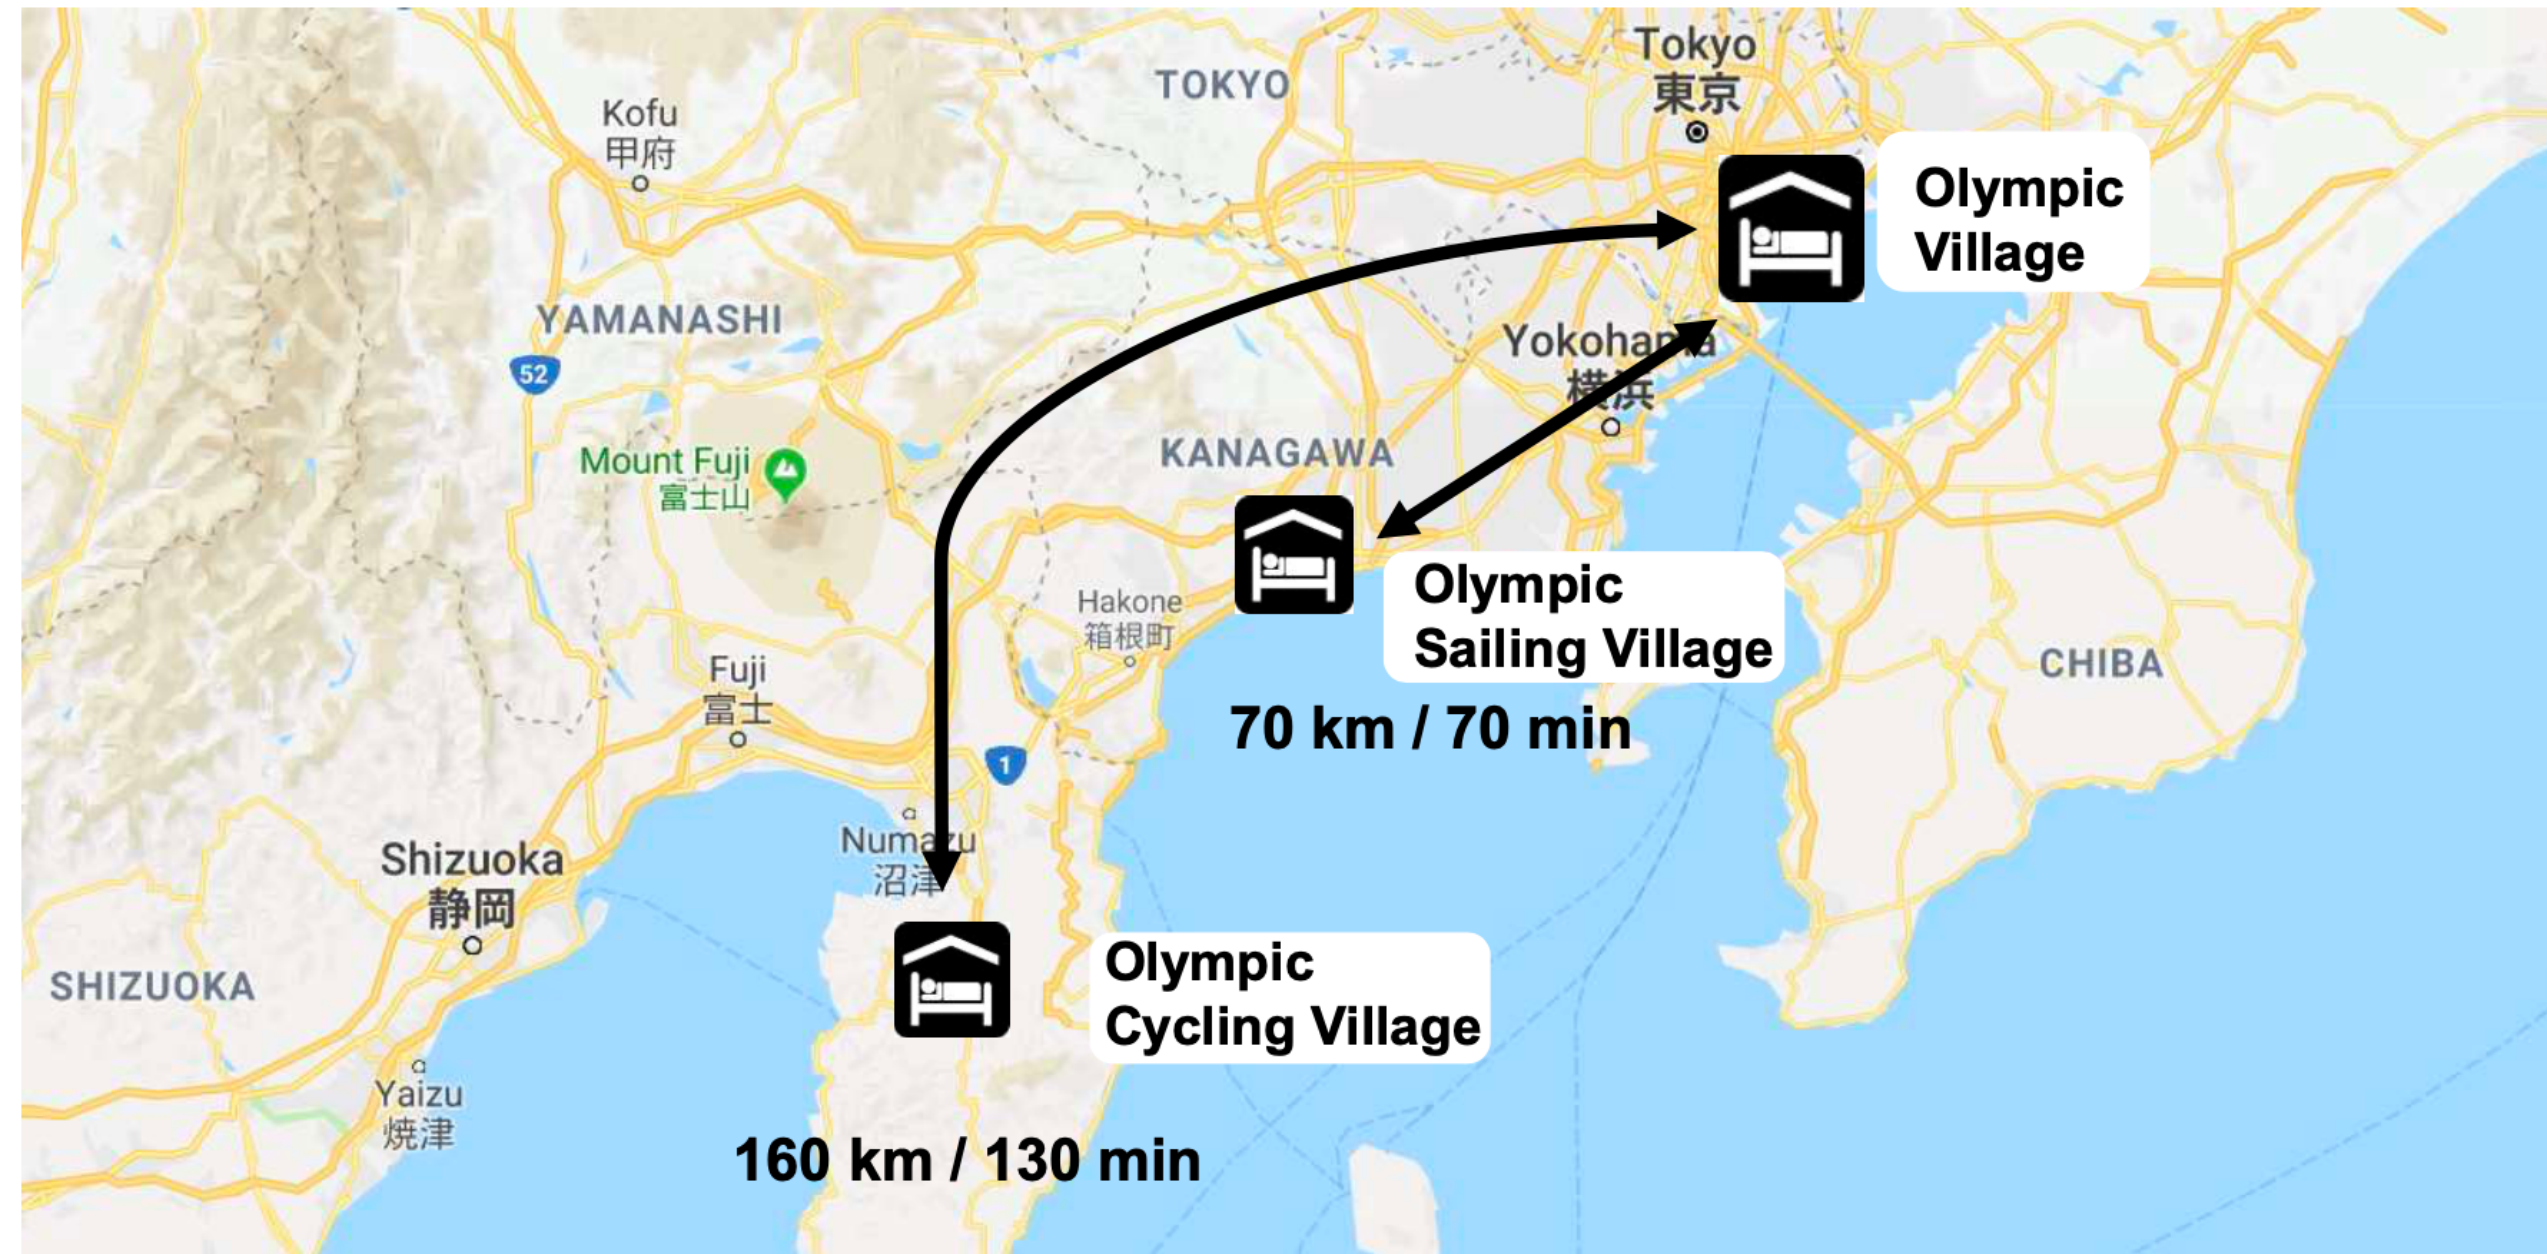 Tokyo
東京
TOKYO
Kofu
甲府
Olympic
Village
YAMANASHI
52
Yokohama
横浜
Mount Fuji
富士山
KANAGAWA
Olympic
Sailing Village
Hakone
箱根町
CHIBA
Fuji
富士
70 km / 70 min
1
Numazu
沼津
Shizuoka
静岡
SHIZUOKA
Olympic
Cycling Village
Yaizu
焼津
160 km / 130 min